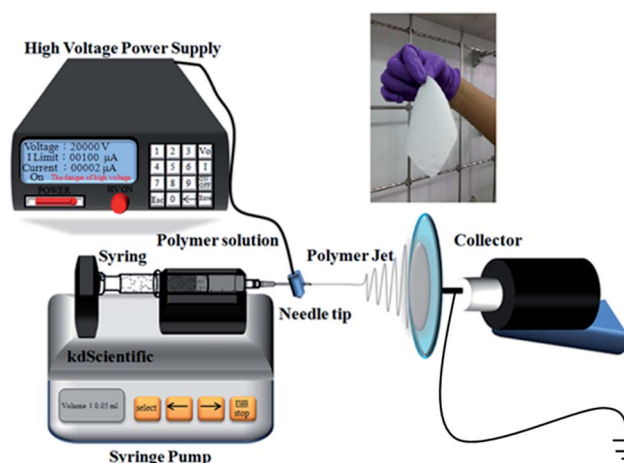 High Voltage Power Supply
Voltage : 20000 V
I Limit : 00100 μA
Current : 00002 μA
On The danger of high voltage
POWER
HV ON
1 2 3 Vo
4 5 6 I
7 8 9
Esc 0 ←
Polymer solution
Syring
Polymer Jet
Collector
Needle tip
kdScientific
Volume : 0.05 ml
select
←
→
run
stop
Syringe Pump